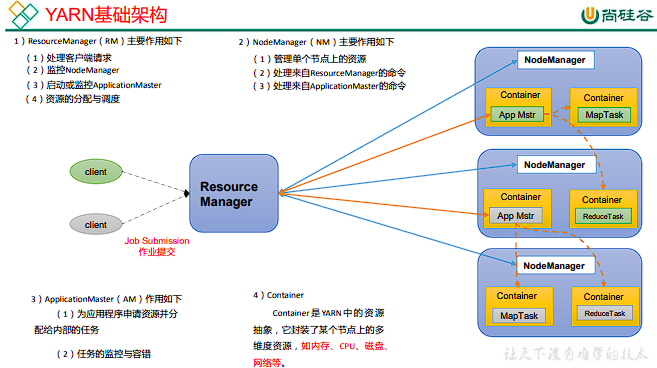 YARN基础架构
尚硅谷
1）ResourceManager（RM）主要作用如下
（1）处理客户端请求
（2）监控NodeManager
（3）启动或监控ApplicationMaster
（4）资源的分配与调度
2）NodeManager（NM）主要作用如下
（1）管理单个节点上的资源
（2）处理来自ResourceManager的命令
（3）处理来自ApplicationMaster的命令
NodeManager
Container
App Mstr
Container
MapTask
client
client
Resource
Manager
Job Submission
作业提交
NodeManager
Container
App Mstr
Container
ReduceTask
NodeManager
Container
MapTask
Container
ReduceTask
3）ApplicationMaster（AM）作用如下
（1）为应用程序申请资源并分
配给内部的任务
（2）任务的监控与容错
4）Container
Container是YARN中的资源
抽象，它封装了某个节点上的多
维度资源，如内存、CPU、磁盘、
网络等。
让天下没有难学的技术